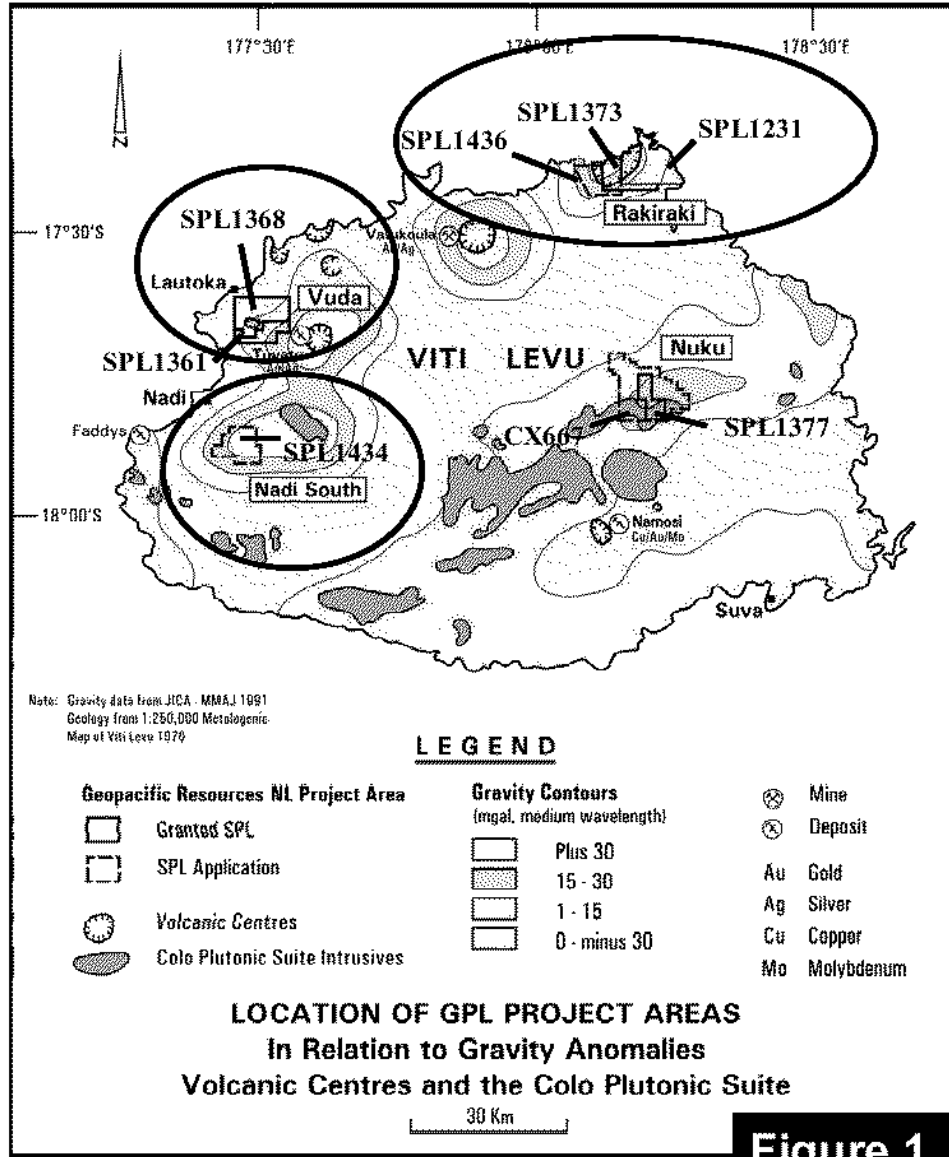 177°30'E
178°30'E
N
SPL1373
SPL1436
SPL1231
Rakiraki
SPL1368
17°30'S
Vatukoula
Lautoka
Vuda
SPL1361
VITI LEVU
Nuku
Nadi
Faddys
SPL1434
CX667
SPL1377
Nadi South
18°00'S
Namosi
Cu/Au/Mo
Suva
Note: Gravity data from JICA - MMAJ 1991
Geology from 1:250,000 Metalogenic
Map of Viti Levu 1970
LEGEND
Geopacific Resources NL Project Area
Granted SPL
SPL Application
Volcanic Centres
Colo Plutonic Suite Intrusives
Gravity Contours
(mgal, medium wavelength)
Plus 30
15 - 30
1 - 15
0 - minus 30
Mine
Deposit
Au Gold
Ag Silver
Cu Copper
Mo Molybdenum
LOCATION OF GPL PROJECT AREAS
In Relation to Gravity Anomalies
Volcanic Centres and the Colo Plutonic Suite
30 Km
Figure 1